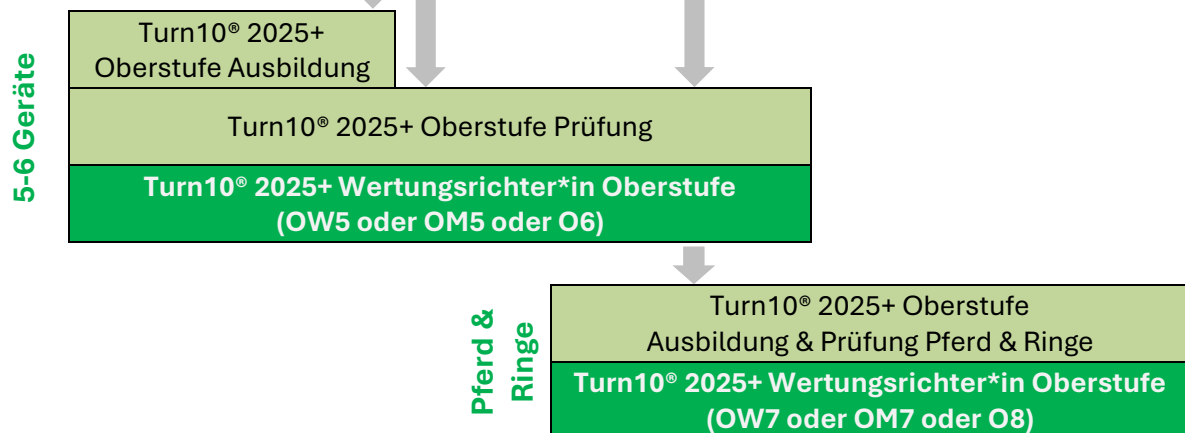 5-6 Geräte
Turn10® 2025+
Oberstufe Ausbildung
Turn10® 2025+ Oberstufe Prüfung
Turn10® 2025+ Wertungsrichter*in Oberstufe
(OW5 oder OM5 oder O6)
Pferd &
Ringe
Turn10® 2025+ Oberstufe
Ausbildung & Prüfung Pferd & Ringe
Turn10® 2025+ Wertungsrichter*in Oberstufe
(OW7 oder OM7 oder O8)